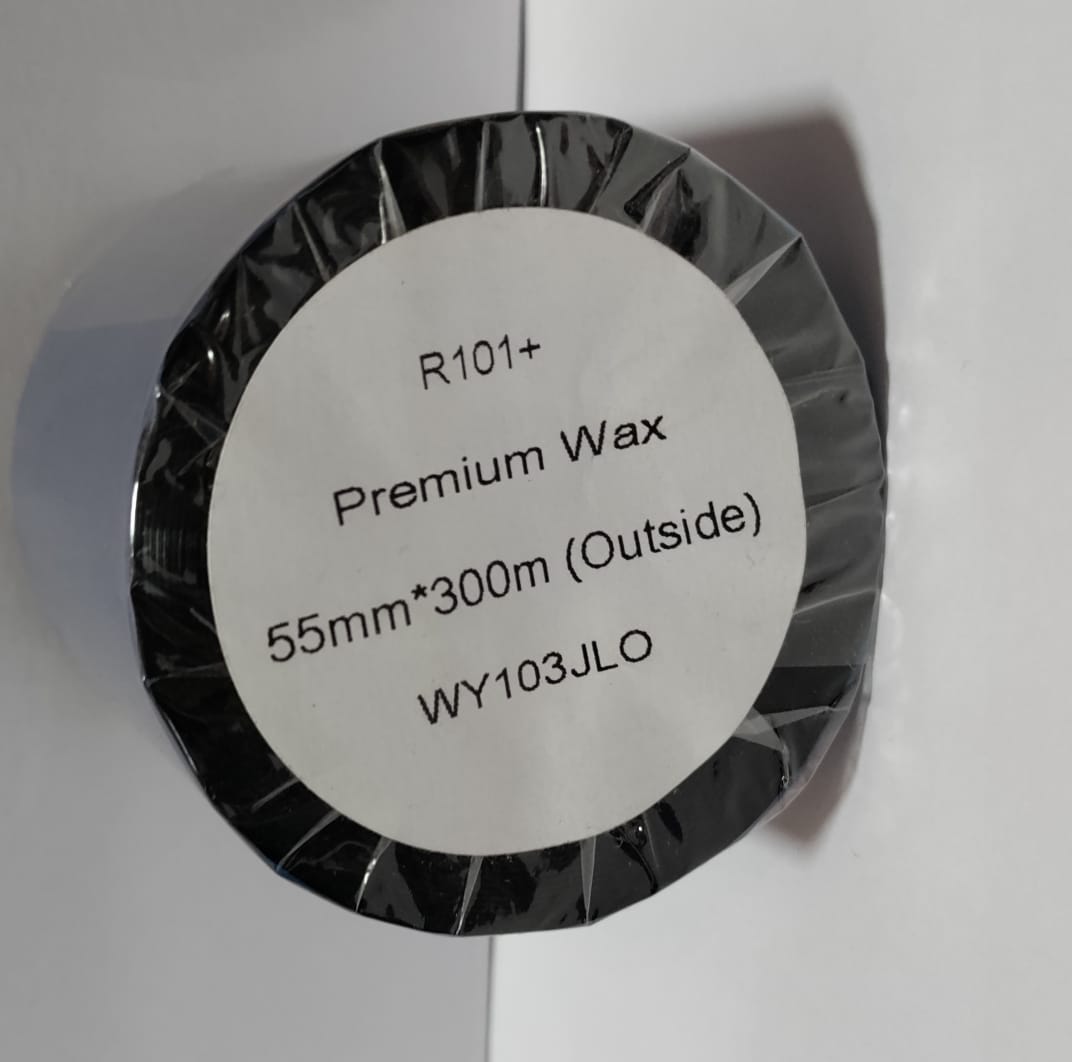 R101+
Premium Wax
55mm*300m (Outside)
WY103JLO